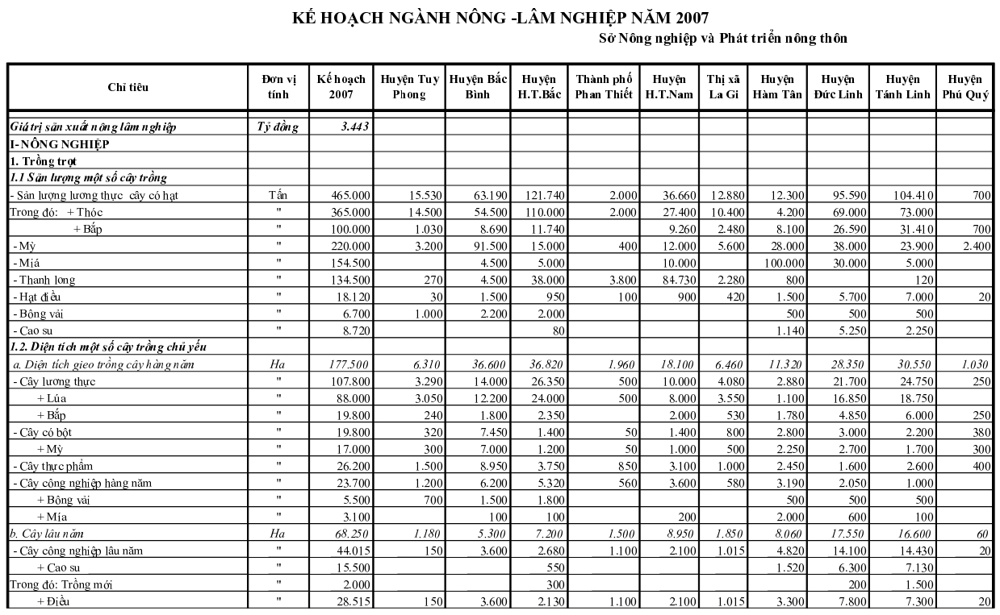 KẾ HOẠCH NGÀNH NÔNG -LÂM NGHIỆP NĂM 2007
Sở Nông nghiệp và Phát triển nông thôn
Chỉ tiêu Đơn vị tính Kế hoạch 2007 Huyện Tuy Phong Huyện Bắc Bình Huyện H.T.Bắc Thành phố Phan Thiết Huyện H.T.Nam Thị xã La Gi Huyện Hàm Tân Huyện Đức Linh Huyện Tánh Linh Huyện Phú Quý
Giá trị sản xuất nông lâm nghiệp Tỷ đồng 3.443
I- NÔNG NGHIỆP
1. Trồng trọt
1.1 Sản lượng một số cây trồng
- Sản lượng lương thực cây có hạt Tấn 465.000 15.530 63.190 121.740 2.000 36.660 12.880 12.300 95.590 104.410 700
Trong đó: + Thóc " 365.000 14.500 54.500 110.000 2.000 27.400 10.400 4.200 69.000 73.000
+ Bắp " 100.000 1.030 8.690 11.740 9.260 2.480 8.100 26.590 31.410 700
- Mỳ " 220.000 3.200 91.500 15.000 400 12.000 5.600 28.000 38.000 23.900 2.400
- Miá " 154.500 4.500 5.000 10.000 100.000 30.000 5.000
- Thanh long " 134.500 270 4.500 38.000 3.800 84.730 2.280 800 120
- Hạt điều " 18.120 30 1.500 950 100 900 420 1.500 5.700 7.000 20
- Bông vải " 6.700 1.000 2.200 2.000 500 500 500
- Cao su " 8.720 80 1.140 5.250 2.250
1.2. Diện tích một số cây trồng chủ yếu
a. Diện tích gieo trồng cây hàng năm Ha 177.500 6.310 36.600 36.820 1.960 18.100 6.460 11.320 28.350 30.550 1.030
- Cây lương thực " 107.800 3.290 14.000 26.350 500 10.000 4.080 2.880 21.700 24.750 250
+ Lúa " 88.000 3.050 12.200 24.000 500 8.000 3.550 1.100 16.850 18.750
+ Bắp " 19.800 240 1.800 2.350 2.000 530 1.780 4.850 6.000 250
- Cây có bột " 19.800 320 7.450 1.400 50 1.400 800 2.800 3.000 2.200 380
+ Mỳ " 17.000 300 7.000 1.200 50 1.000 500 2.250 2.700 1.700 300
- Cây thực phẩm " 26.200 1.500 8.950 3.750 850 3.100 1.000 2.450 1.600 2.600 400
- Cây công nghiệp hàng năm " 23.700 1.200 6.200 5.320 560 3.600 580 3.190 2.050 1.000
+ Bông vải " 5.500 700 1.500 1.800 500 500 500
+ Mía " 3.100 100 100 200 2.000 600 100
b. Cây lâu năm Ha 68.250 1.180 5.300 7.200 1.500 8.950 1.850 8.060 17.550 16.600 60
- Cây công nghiệp lâu năm " 44.015 150 3.600 2.680 1.100 2.100 1.015 4.820 14.100 14.430 20
+ Cao su " 15.500 550 1.520 6.300 7.130
Trong đó: Trồng mới " 2.000 300 200 1.500
+ Điều " 28.515 150 3.600 2.130 1.100 2.100 1.015 3.300 7.800 7.300 20